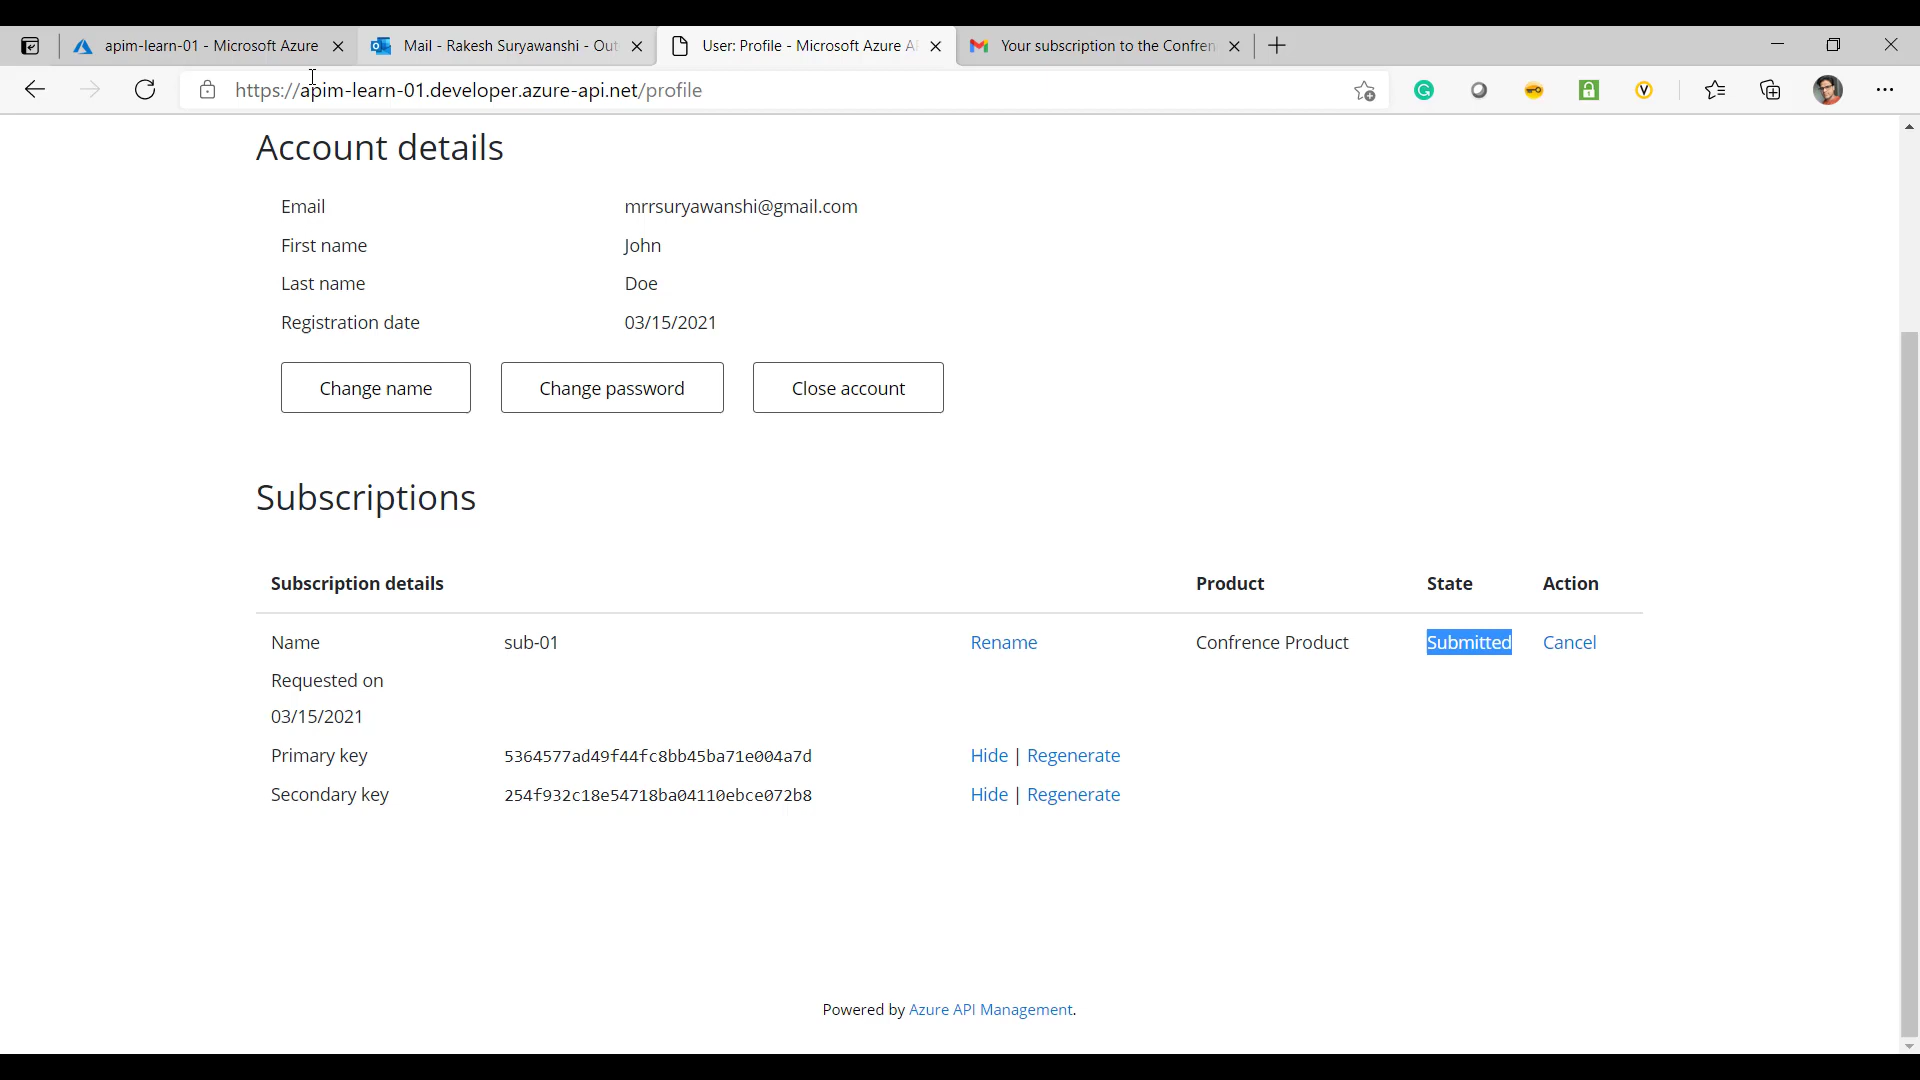 apim-learn-01 - Microsoft Azure
Mail - Rakesh Suryawanshi - Out
User: Profile - Microsoft Azure A
Your subscription to the Confren
https://apim-learn-01.developer.azure-api.net/profile
Account details
Email mrrsuryawanshi@gmail.com
First name John
Last name Doe
Registration date 03/15/2021
Change name Change password Close account
Subscriptions
Subscription details Product State Action
Name sub-01 Rename Confrence Product Submitted Cancel
Requested on
03/15/2021
Primary key 5364577ad49f44fc8bb45ba71e004a7d Hide | Regenerate
Secondary key 254f932c18e54718ba04110ebce072b8 Hide | Regenerate
Powered by Azure API Management.